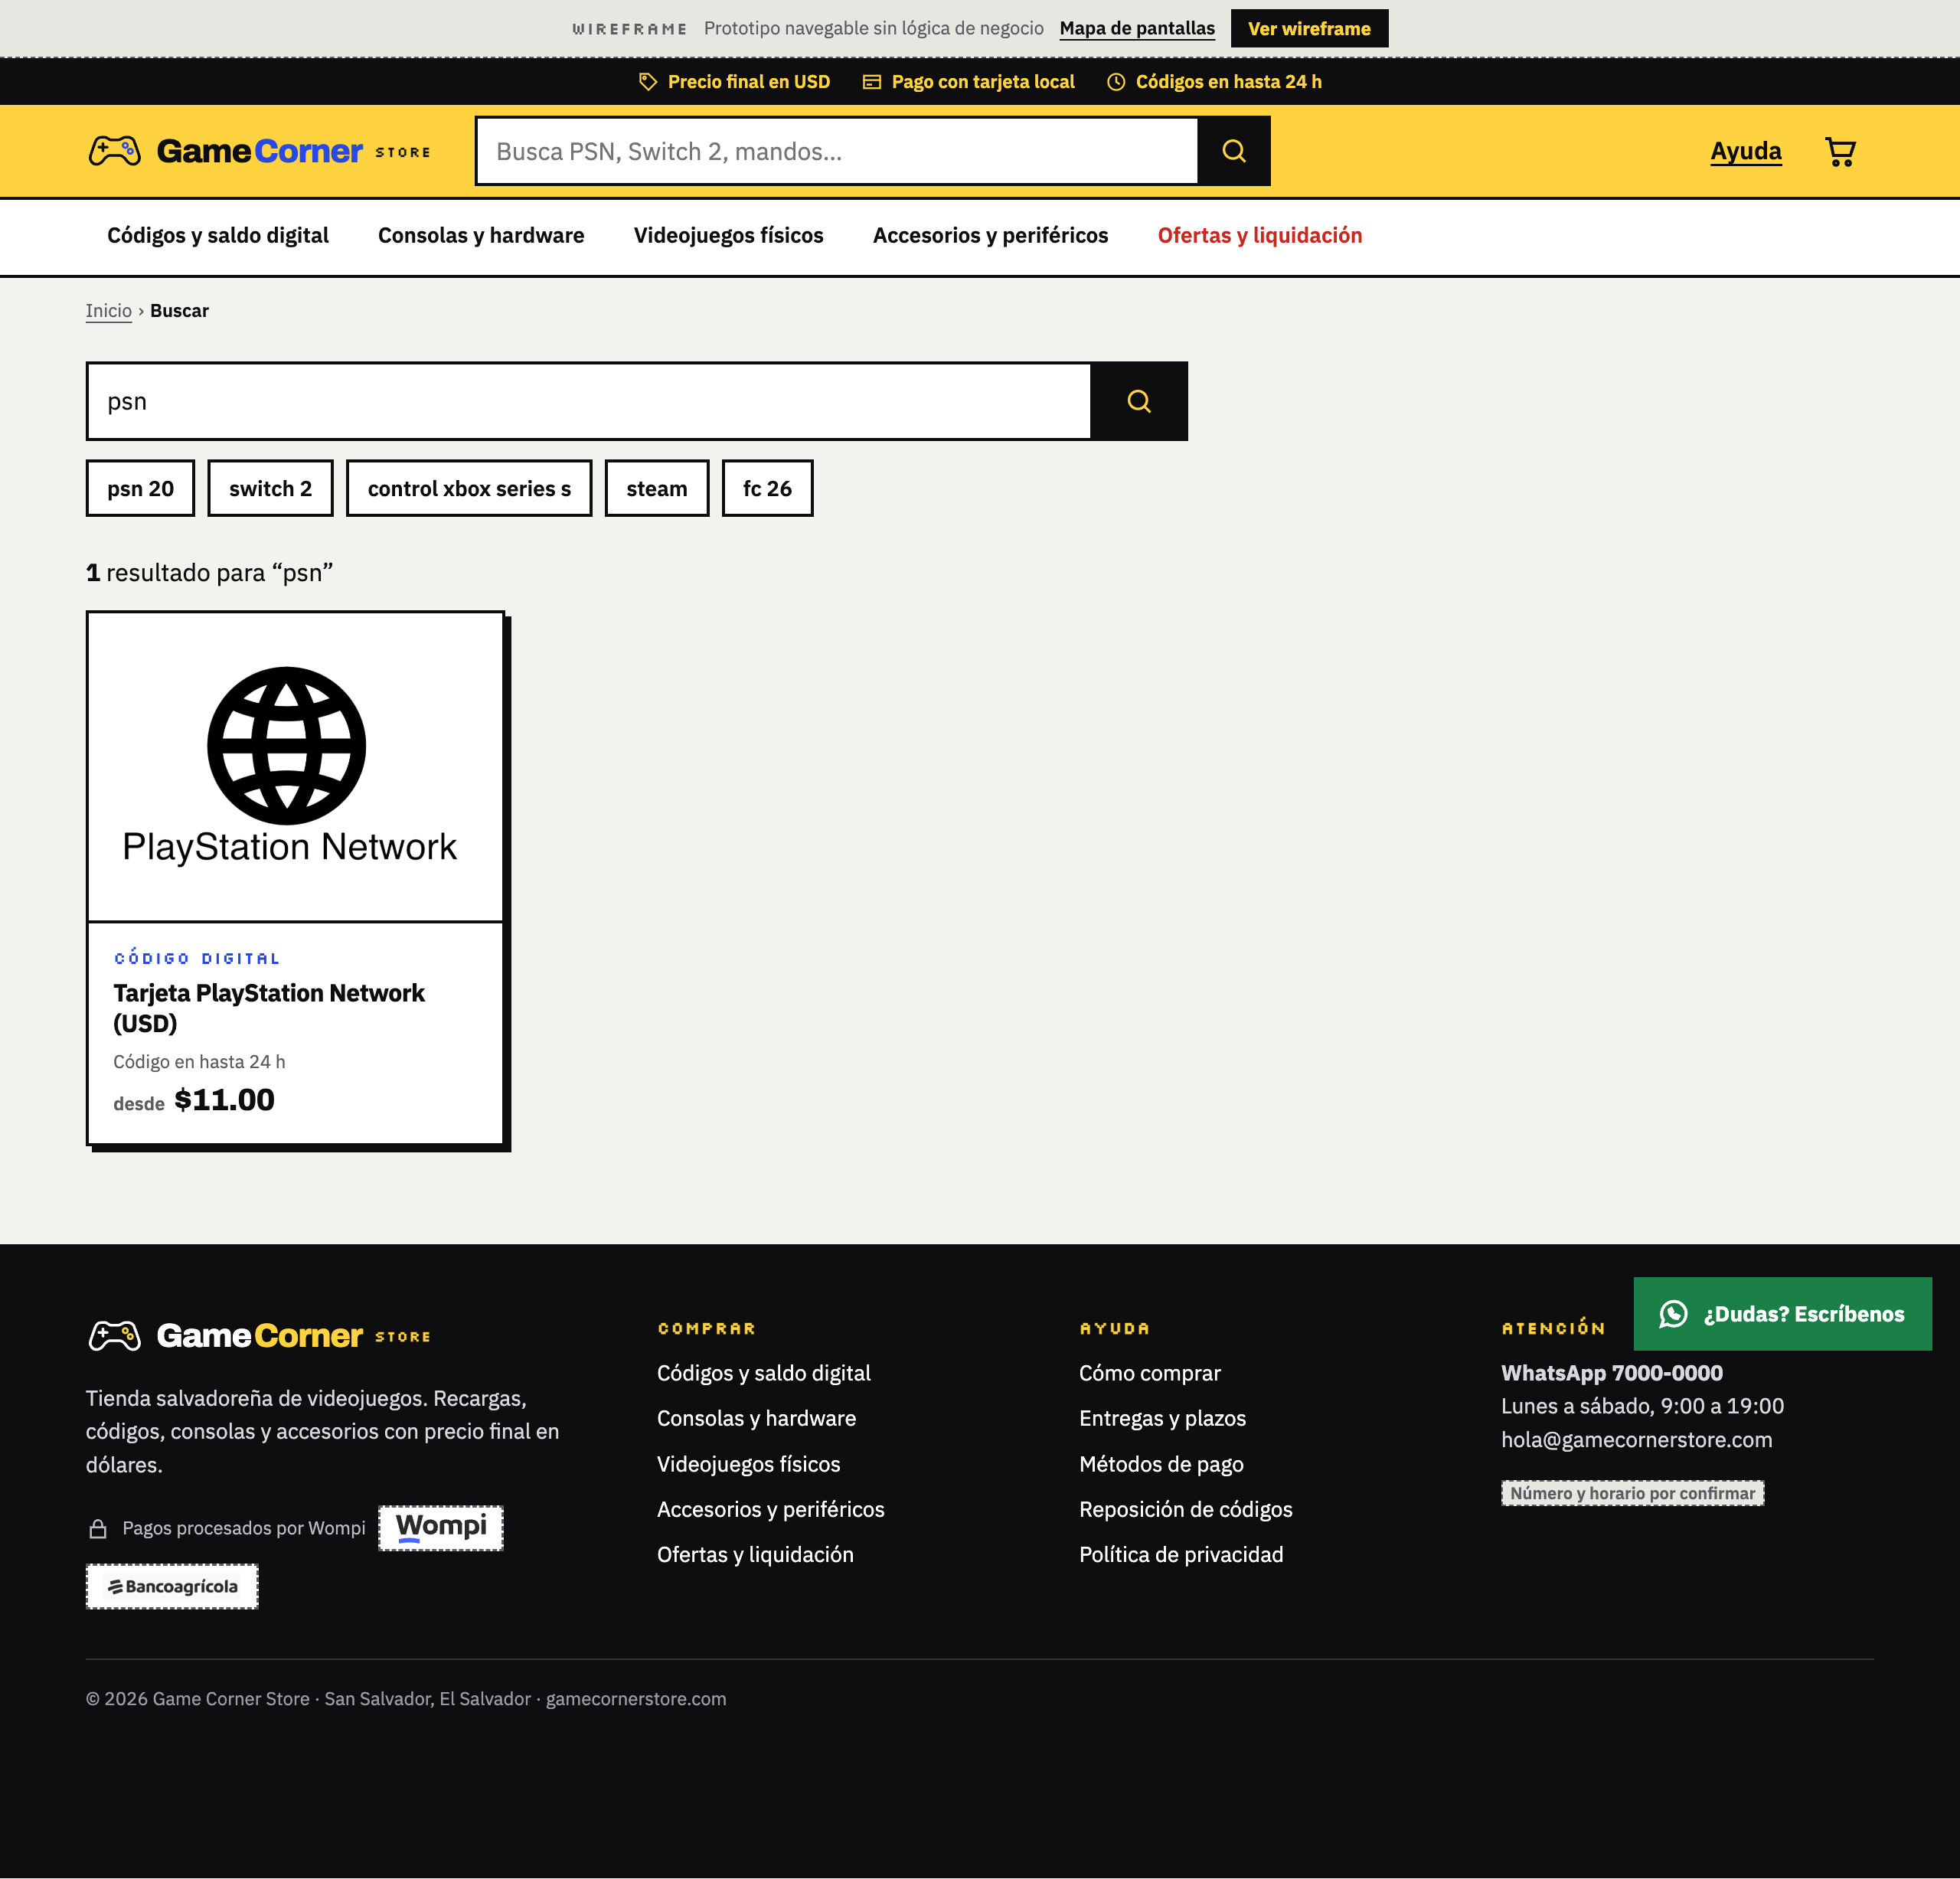 WIREFRAME Prototipo navegable sin lógica de negocio Mapa de pantallas Ver wireframe
Precio final en USD Pago con tarjeta local Códigos en hasta 24 h
GameCorner STORE Busca PSN, Switch 2, mandos... Ayuda
Códigos y saldo digital Consolas y hardware Videojuegos físicos Accesorios y periféricos Ofertas y liquidación
Inicio › Buscar
psn
psn 20 switch 2 control xbox series s steam fc 26
1 resultado para “psn”
PlayStation Network
CÓDIGO DIGITAL
Tarjeta PlayStation Network
(USD)
Código en hasta 24 h
desde $11.00
GameCorner STORE
Tienda salvadoreña de videojuegos. Recargas,
códigos, consolas y accesorios con precio final en
dólares.
Pagos procesados por Wompi Wompi
Bancoagrícola
COMPRAR
Códigos y saldo digital
Consolas y hardware
Videojuegos físicos
Accesorios y periféricos
Ofertas y liquidación
AYUDA
Cómo comprar
Entregas y plazos
Métodos de pago
Reposición de códigos
Política de privacidad
ATENCIÓN
¿Dudas? Escríbenos
WhatsApp 7000-0000
Lunes a sábado, 9:00 a 19:00
hola@gamecornerstore.com
Número y horario por confirmar
© 2026 Game Corner Store · San Salvador, El Salvador · gamecornerstore.com